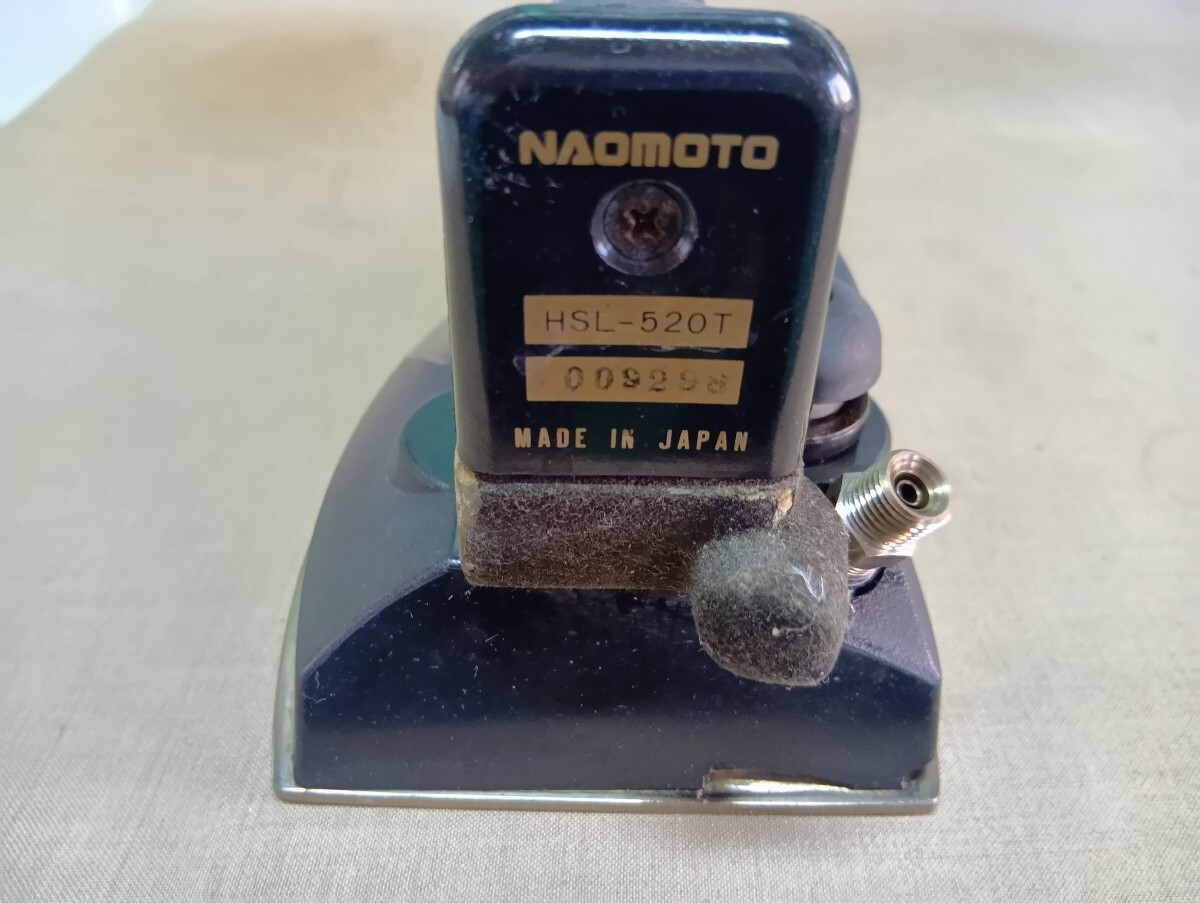 NAOMOTO
HSL-520T
009298
MADE IN JAPAN